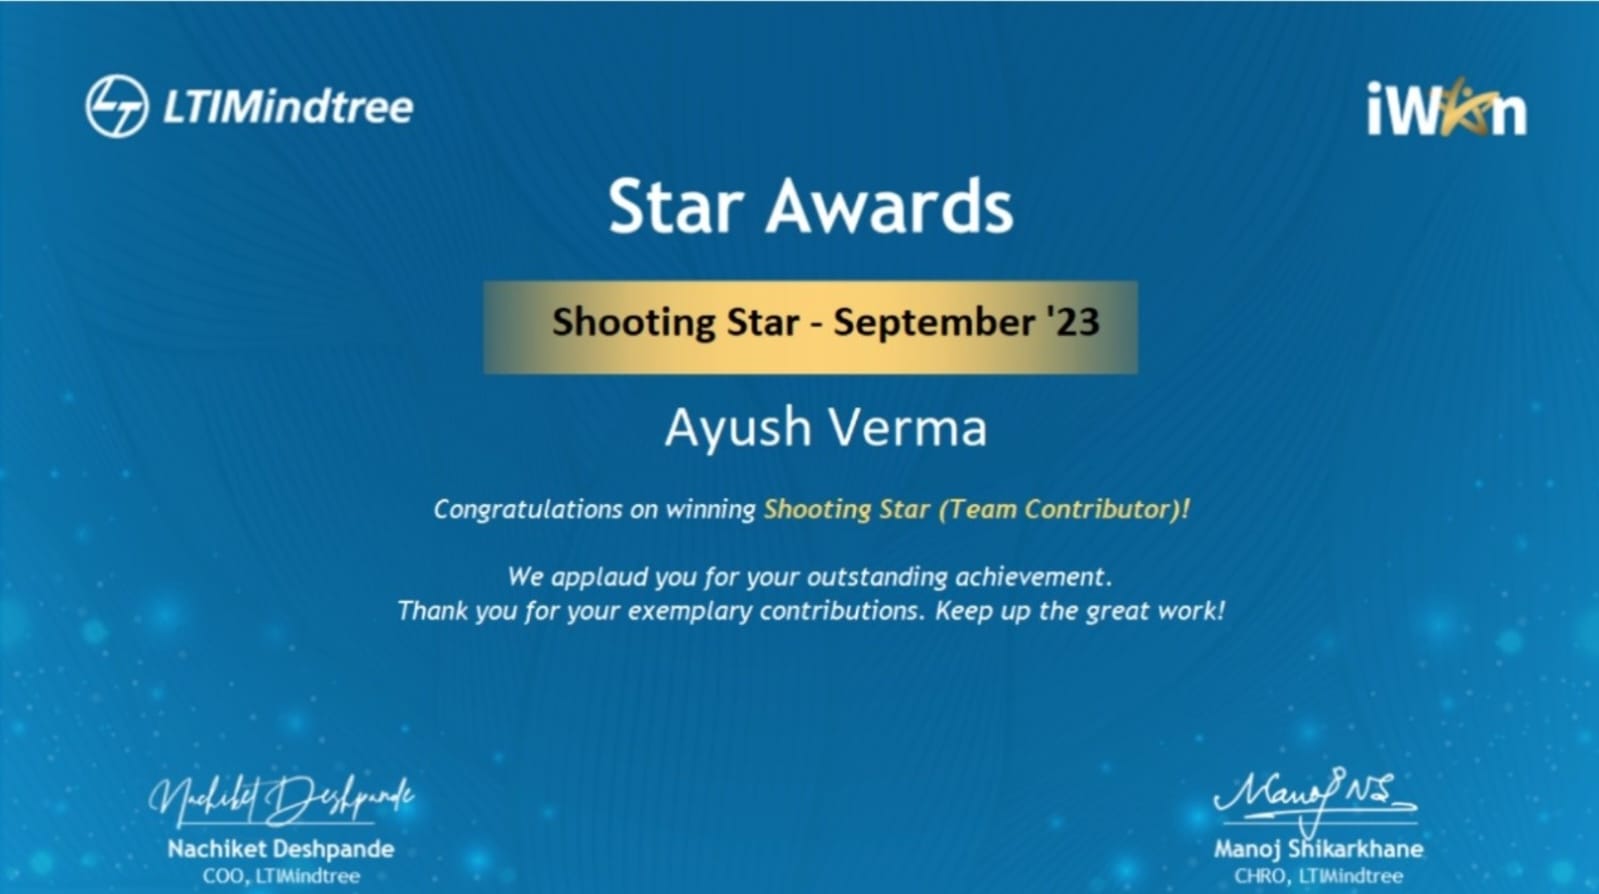 LTIMindtree
iWon
Star Awards
Shooting Star - September '23
Ayush Verma
Congratulations on winning Shooting Star (Team Contributor)!
We applaud you for your outstanding achievement.
Thank you for your exemplary contributions. Keep up the great work!
Nachiket Deshpande
Nachiket Deshpande
COO, LTIMindtree
Manoj NS
Manoj Shikarkhane
CHRO, LTIMindtree